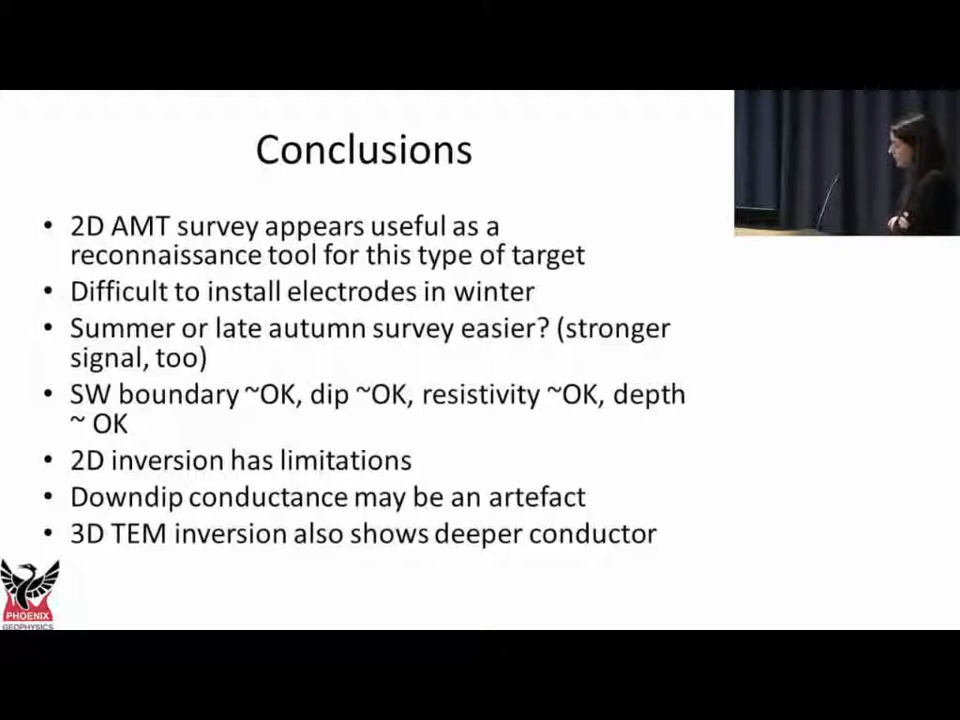 Conclusions
• 2D AMT survey appears useful as a
reconnaissance tool for this type of target
• Difficult to install electrodes in winter
• Summer or late autumn survey easier? (stronger
signal, too)
• SW boundary ~OK, dip ~OK, resistivity ~OK, depth
~ OK
• 2D inversion has limitations
• Downdip conductance may be an artefact
• 3D TEM inversion also shows deeper conductor
PHOENIX
GEOPHYSICS